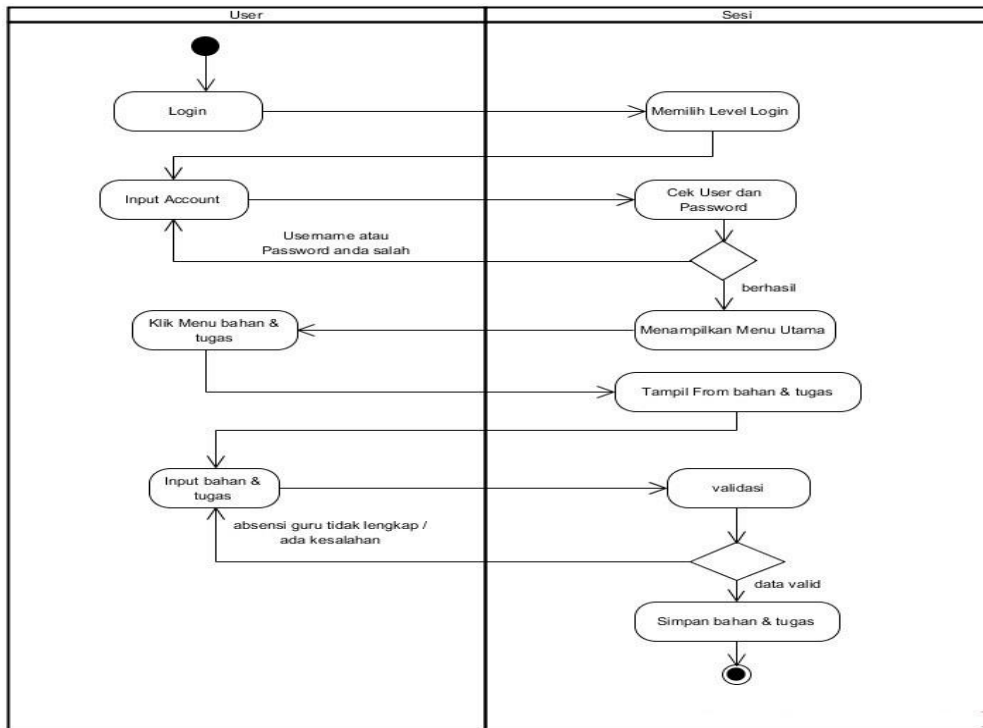 User
Sesi
Login
Memilih Level Login
Input Account
Cek User dan
Password
Username atau
Password anda salah
berhasil
Klik Menu bahan &
tugas
Menampilkan Menu Utama
Tampil From bahan & tugas
Input bahan &
tugas
validasi
absensi guru tidak lengkap /
ada kesalahan
data valid
Simpan bahan & tugas